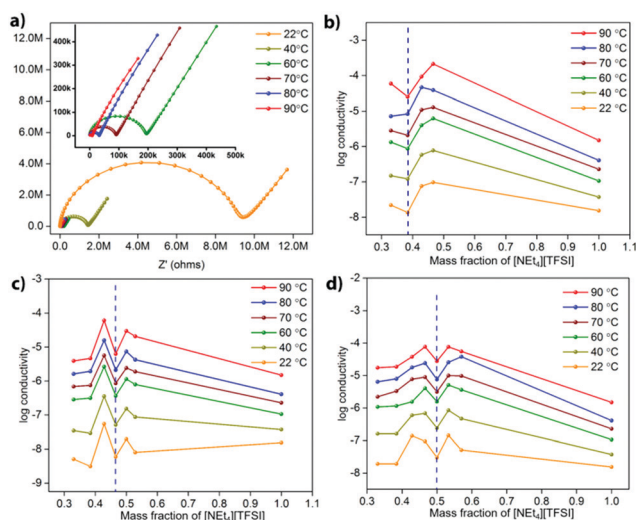 a)
22°C
40°C
60°C
70°C
80°C
90°C
12.0M
10.0M
8.0M
6.0M
4.0M
2.0M
0.0
400k
300k
200k
100k
0
0 100k 200k 300k 400k 500k
0.0 2.0M 4.0M 6.0M 8.0M 10.0M 12.0M
Z' (ohms)
b)
90 °C
80 °C
70 °C
60 °C
40 °C
22 °C
log conductivity
-2
-3
-4
-5
-6
-7
-8
0.3 0.4 0.5 0.6 0.7 0.8 0.9 1.0
Mass fraction of [NEt₄][TFSI]
c)
90 °C
80 °C
70 °C
60 °C
40 °C
22 °C
log conductivity
-3
-4
-5
-6
-7
-8
-9
0.3 0.4 0.5 0.6 0.7 0.8 0.9 1.0
Mass fraction of [NEt₄][TFSI]
d)
90 °C
80 °C
70 °C
60 °C
40 °C
22 °C
log conductivity
-2
-3
-4
-5
-6
-7
-8
0.3 0.4 0.5 0.6 0.7 0.8 0.9 1.0
Mass fraction of [NEt₄][TFSI]